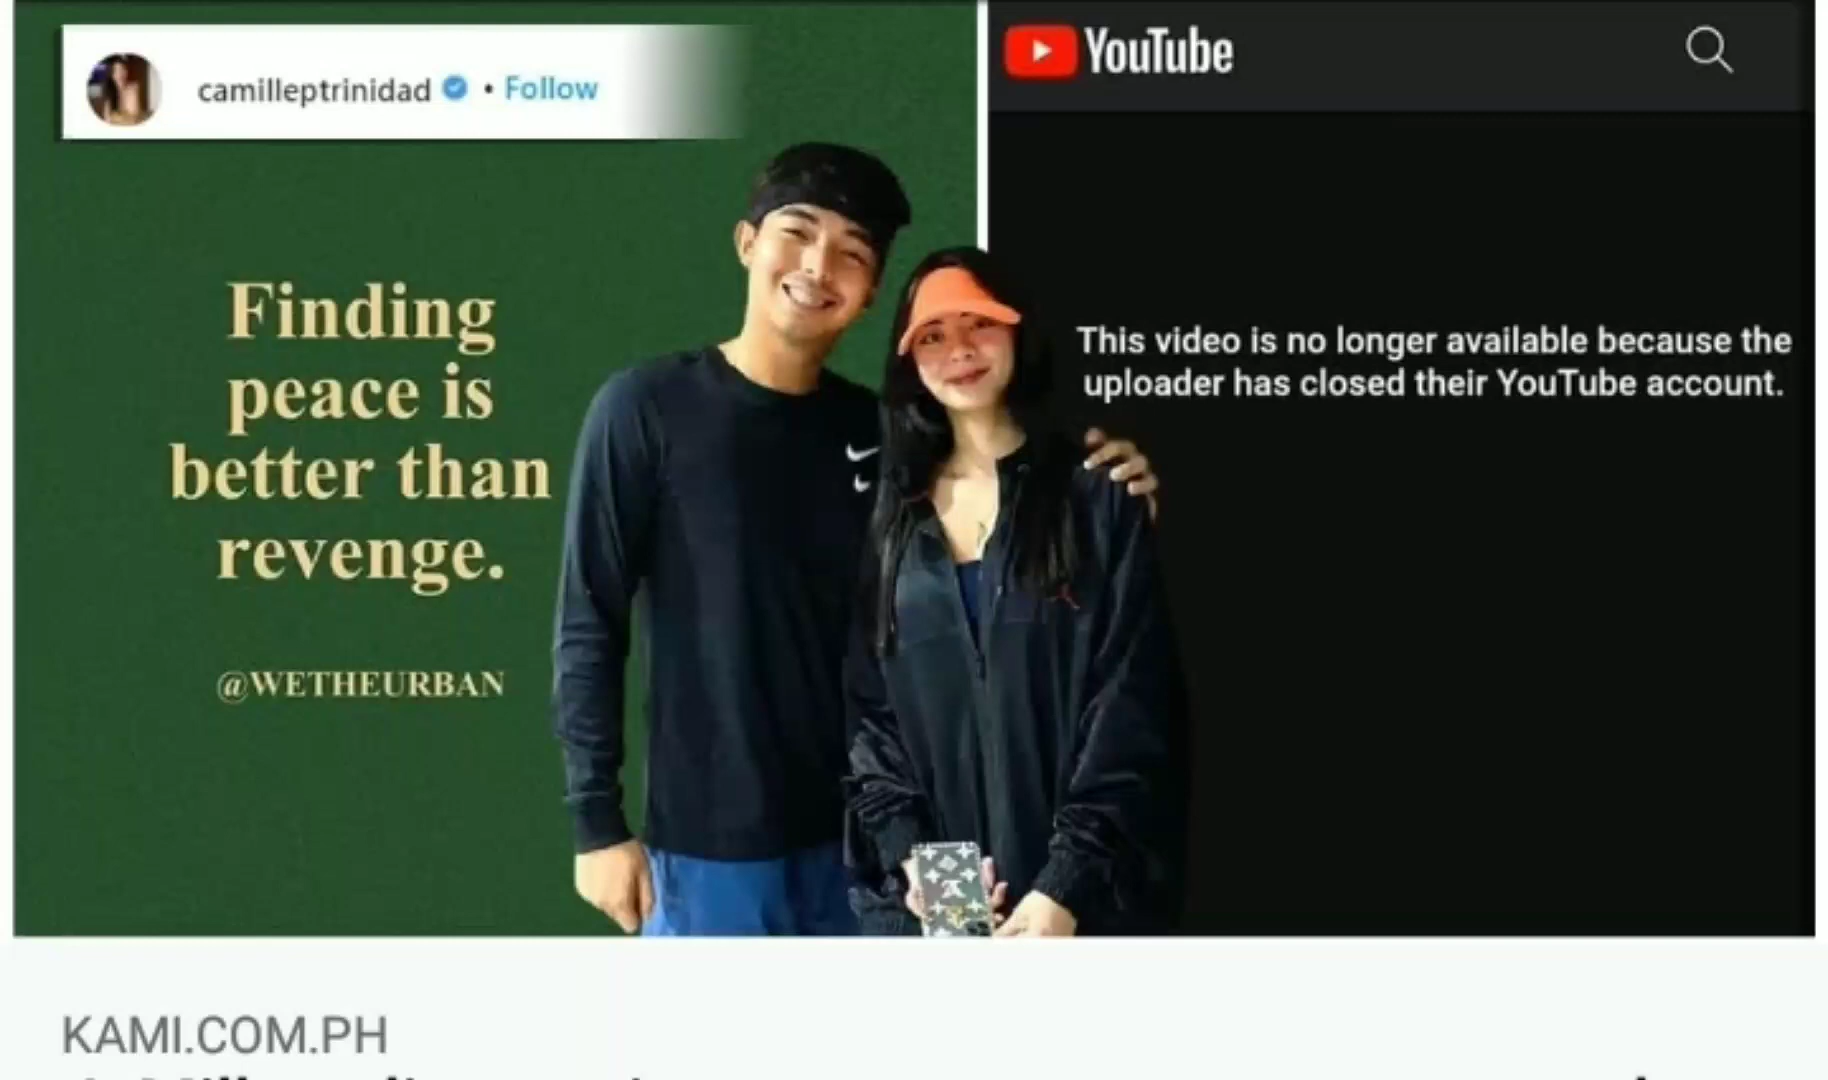 camilleptrinidad • Follow
Finding
peace is
better than
revenge.
@WETHEURBAN
YouTube
This video is no longer available because the
uploader has closed their YouTube account.
KAMI.COM.PH